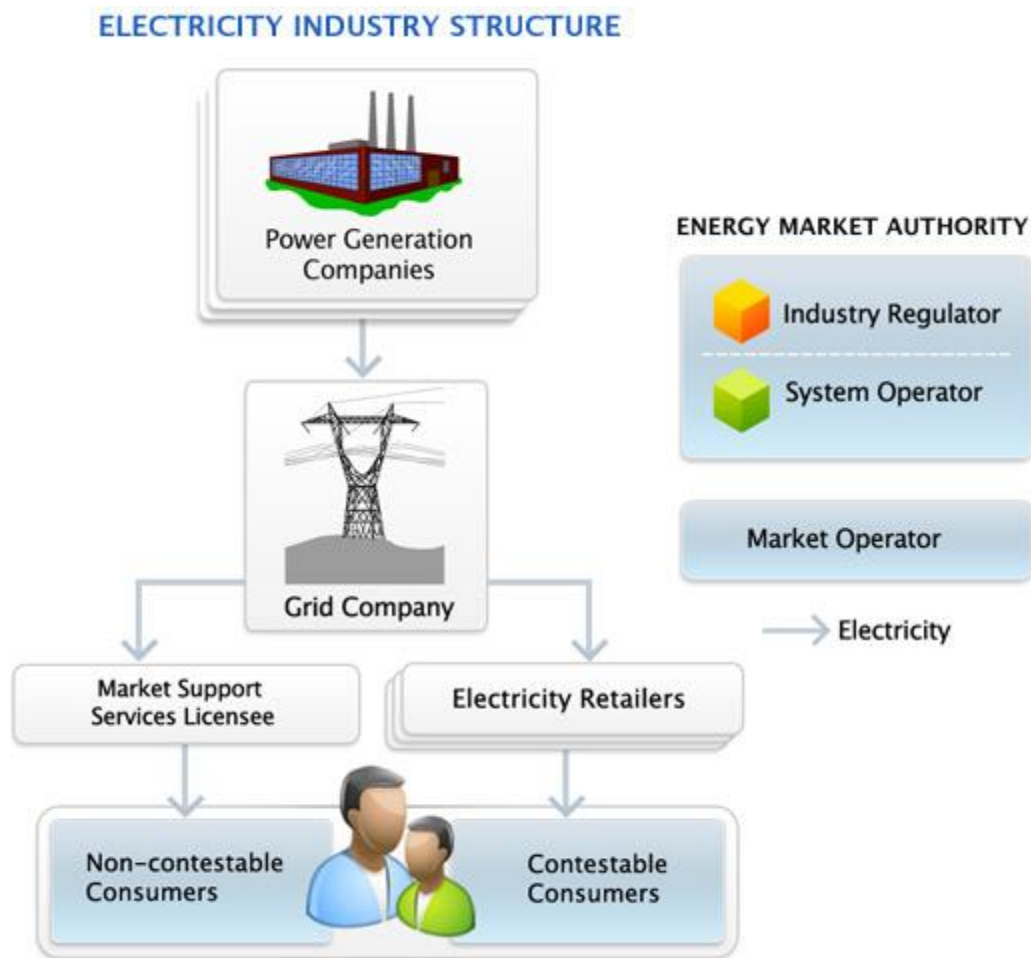 ELECTRICITY INDUSTRY STRUCTURE
Power Generation
Companies
ENERGY MARKET AUTHORITY
Industry Regulator
System Operator
Market Operator
Electricity
Grid Company
Market Support
Services Licensee
Electricity Retailers
Non-contestable
Consumers
Contestable
Consumers